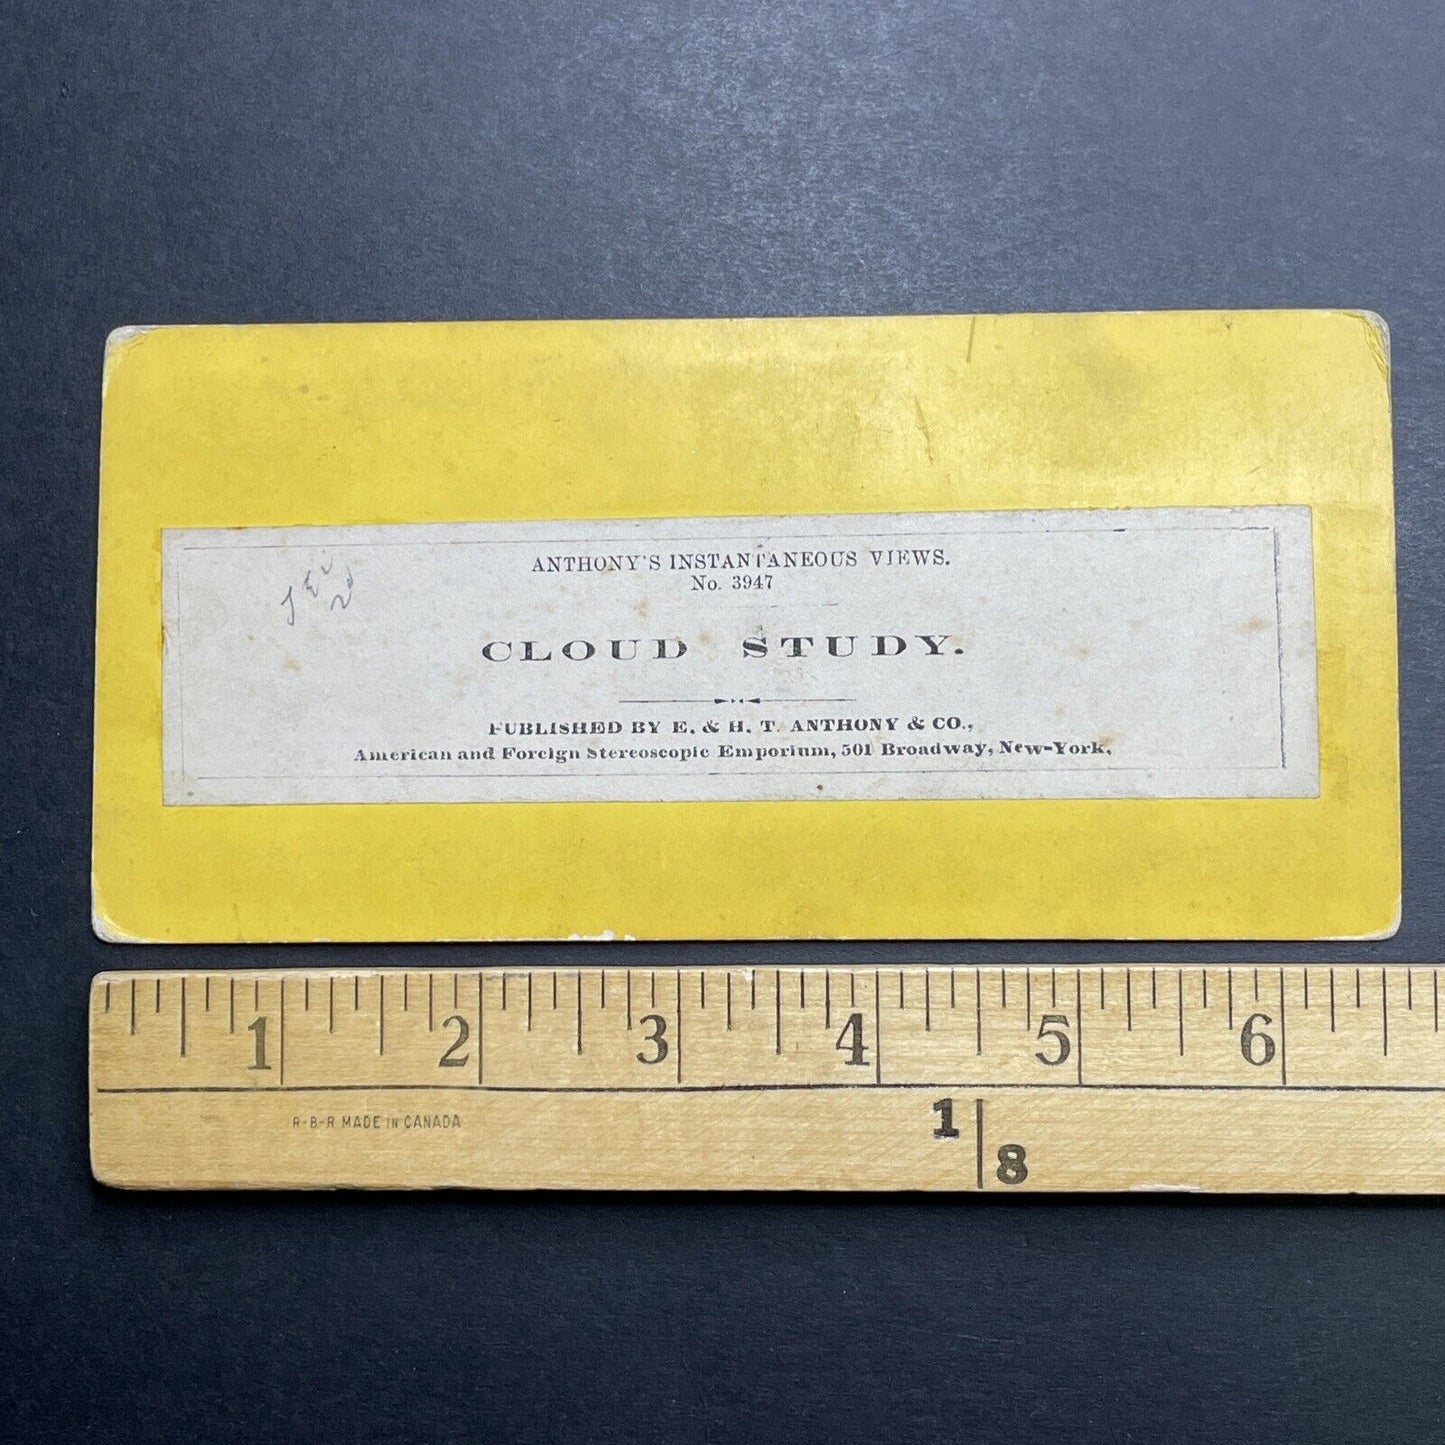 ANTHONY'S INSTANTANEOUS VIEWS.
No. 3947
CLOUD STUDY.
PUBLISHED BY E. & H. T. ANTHONY & CO.,
American and Foreign Stereoscopic Emporium, 501 Broadway, New-York,
1 2 3 4 5 6
R-B-R MADE IN CANADA
1
8